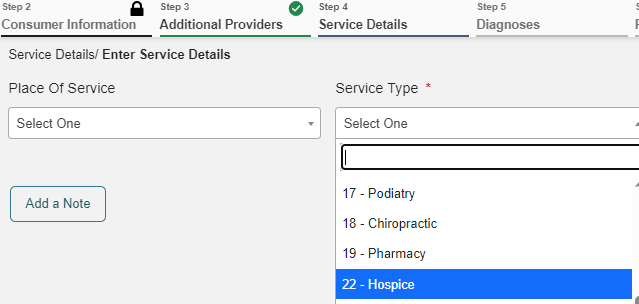 Step 2
Step 3
Step 4
Step 5
Consumer Information
Additional Providers
Service Details
Diagnoses
Service Details/ Enter Service Details
Place Of Service
Service Type *
Select One
Select One
17 - Podiatry
18 - Chiropractic
Add a Note
19 - Pharmacy
22 - Hospice